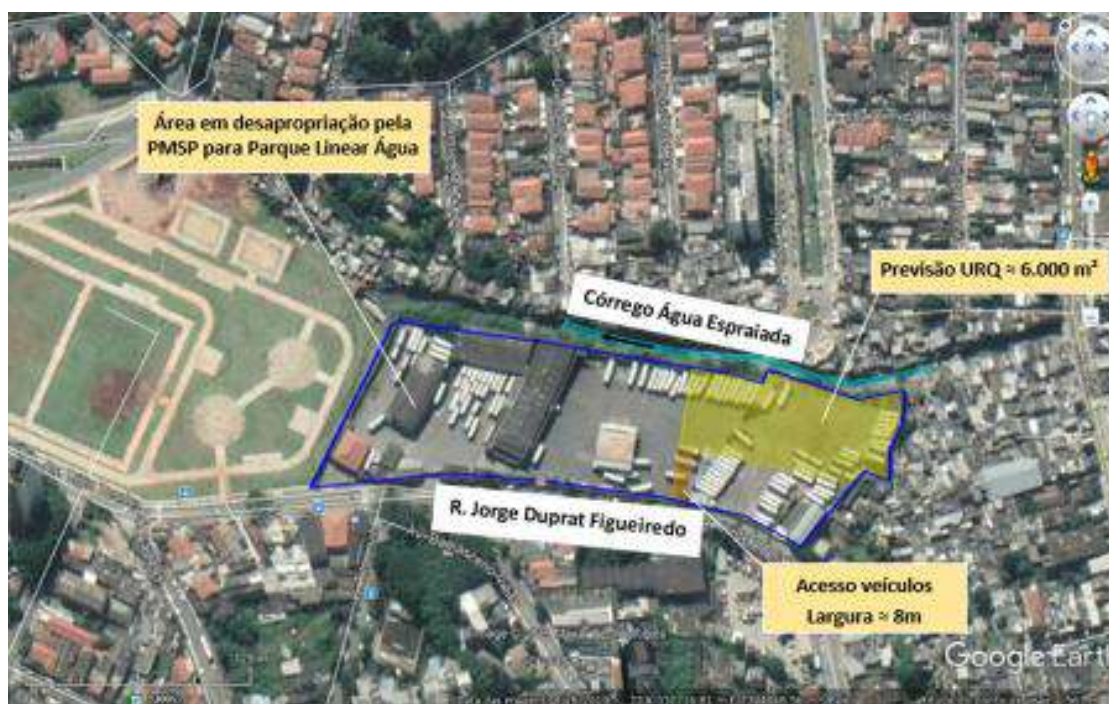 Área em desapropriação pela
PMSP para Parque Linear Água
Previsão URQ ≈ 6.000 m²
Córrego Água Espraiada
R. Jorge Duprat Figueiredo
Acesso veículos
Largura ≈ 8m
Google Earth